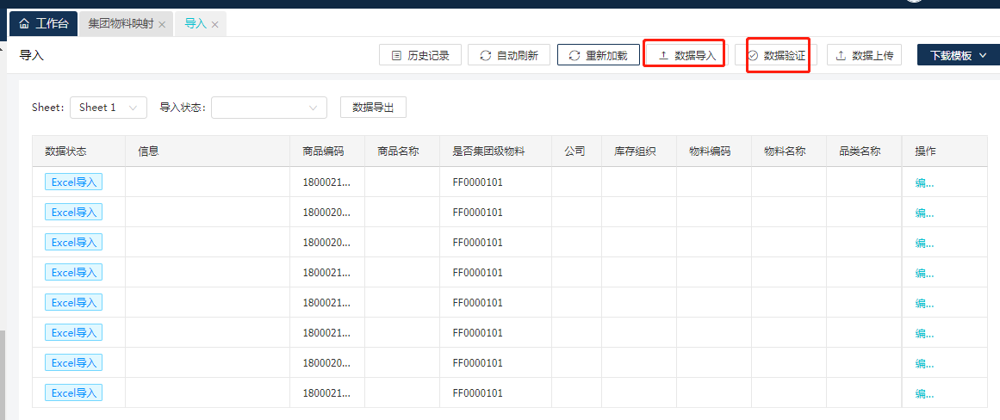 工作台 集团物料映射 导入
导入 历史记录 自动刷新 重新加载 数据导入 数据验证 数据上传 下载模板
Sheet: Sheet 1 导入状态: 数据导出
数据状态 信息 商品编码 商品名称 是否集团级物料 公司 库存组织 物料编码 物料名称 品类名称 操作
Excel导入 1800021... FF0000101 编...
Excel导入 1800020... FF0000101 编...
Excel导入 1800020... FF0000101 编...
Excel导入 1800021... FF0000101 编...
Excel导入 1800021... FF0000101 编...
Excel导入 1800021... FF0000101 编...
Excel导入 1800020... FF0000101 编...
Excel导入 1800021... FF0000101 编...